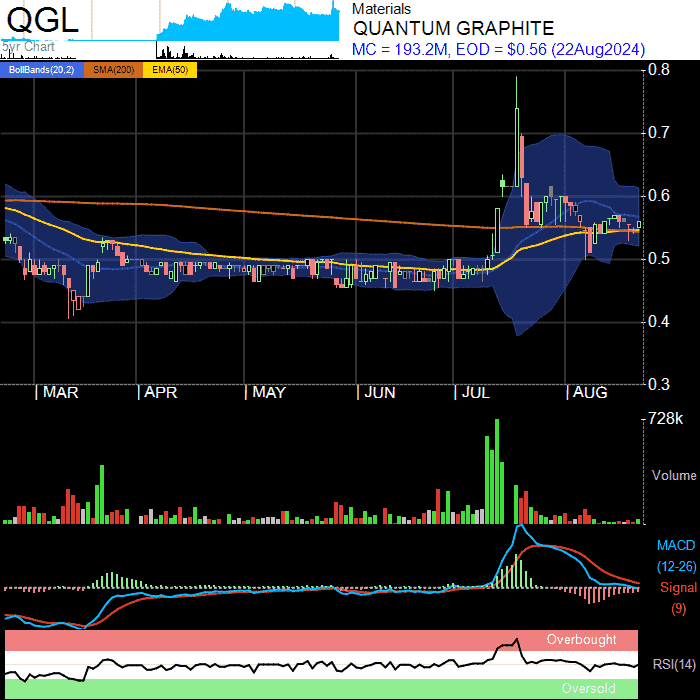 QGL
5yr Chart
Materials
QUANTUM GRAPHITE
MC = 193.2M, EOD = $0.56 (22Aug2024)
BollBands(20,2) SMA(200) EMA(50)
0.8
0.7
0.6
0.5
0.4
0.3
MAR APR MAY JUN JUL AUG
728k
Volume
MACD
(12-26)
Signal
(9)
Overbought
RSI(14)
Oversold